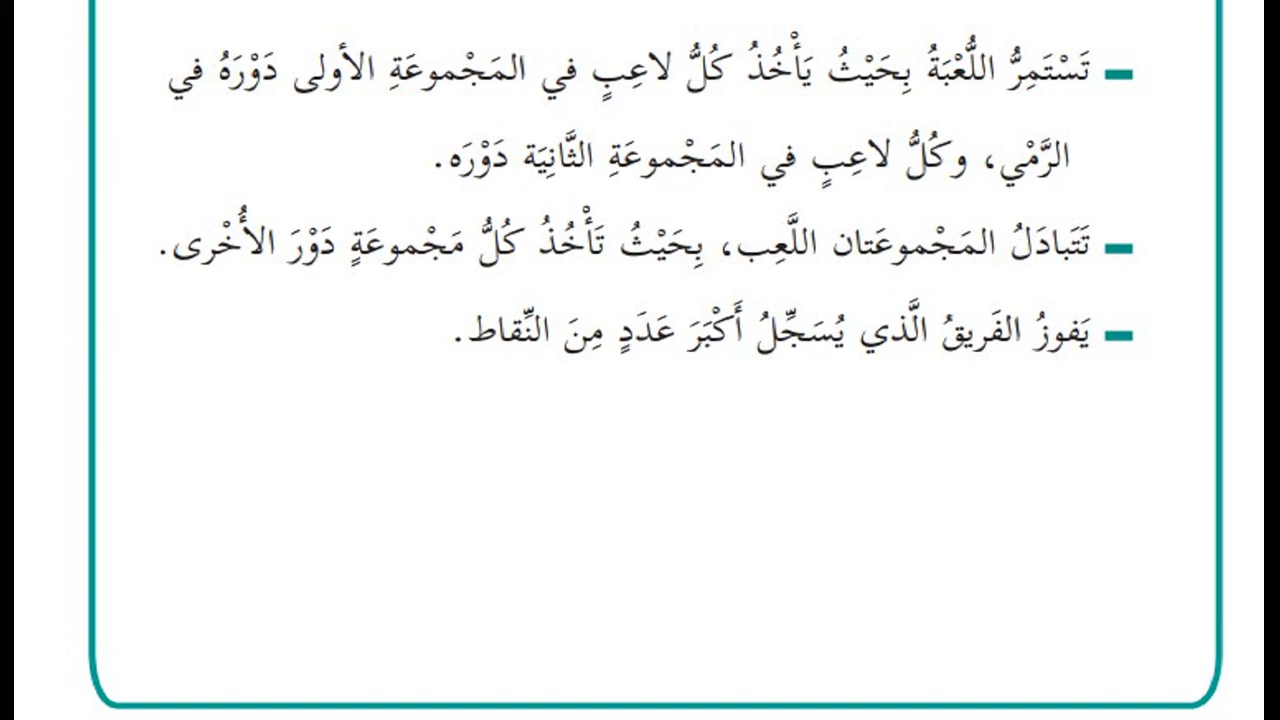 - تَسْتَمِرُّ اللُّعْبَةُ بِحَيْثُ يَأْخُذُ كُلُّ لاعِبٍ في المَجْموعَةِ الأولى دَوْرَهُ في
الرَّمْي، وكُلُّ لاعِبٍ في المَجْموعَةِ الثَّانِيَة دَوْرَه.
- تَتَبادَلُ المَجْموعَتان اللَّعِب، بِحَيْثُ تَأْخُذُ كُلُّ مَجْموعَةٍ دَوْرَ الأُخْرى.
- يَفوزُ الفَريقُ الَّذي يُسَجِّلُ أَكْبَرَ عَدَدٍ مِنَ النِّقاط.